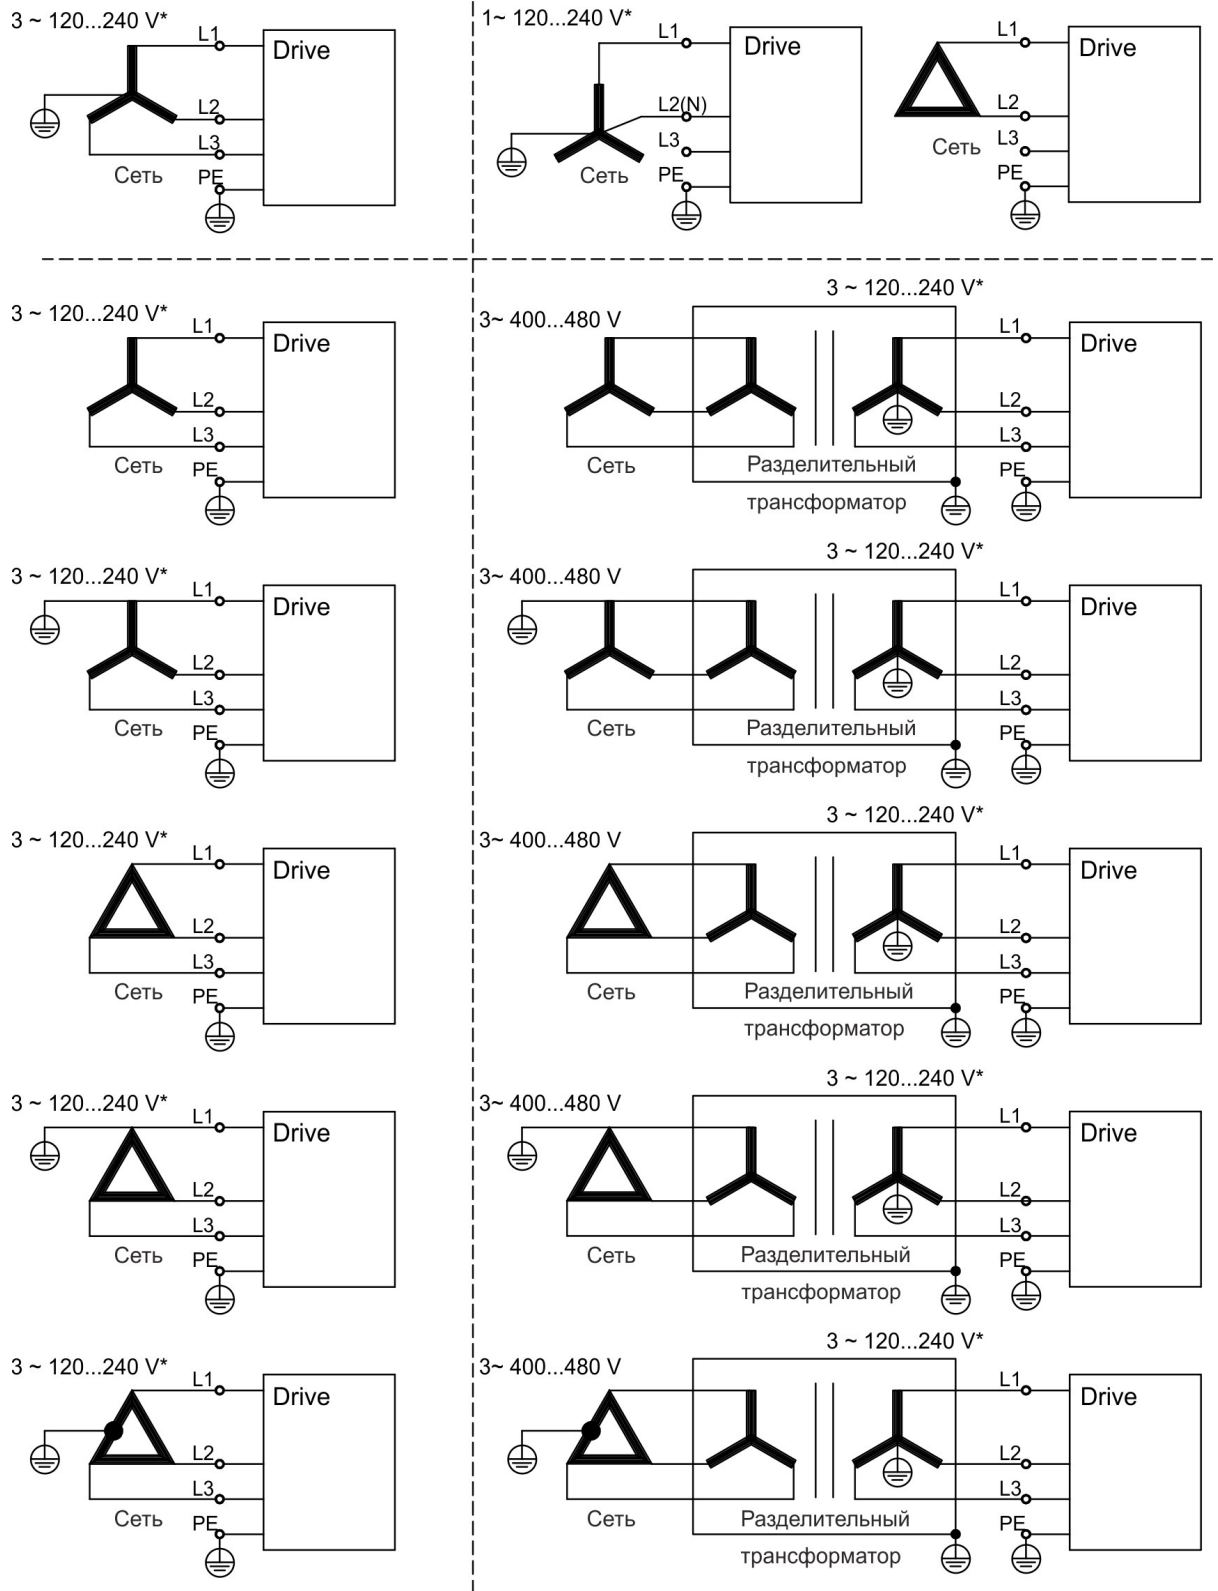 3 ~ 120...240 V*
L1
Drive
L2
L3
Сеть
PE
1~ 120...240 V*
L1
Drive
L2(N)
L3
Сеть
PE
L1
Drive
L2
L3
Сеть
PE
3 ~ 120...240 V*
L1
Drive
L2
L3
Сеть
PE
3 ~ 120...240 V*
3~ 400...480 V
L1
Drive
L2
L3
Сеть
Разделительный
PE
трансформатор
3 ~ 120...240 V*
L1
Drive
L2
L3
Сеть
PE
3 ~ 120...240 V*
3~ 400...480 V
L1
Drive
L2
L3
Сеть
Разделительный
PE
трансформатор
3 ~ 120...240 V*
L1
Drive
L2
L3
Сеть
PE
3 ~ 120...240 V*
3~ 400...480 V
L1
Drive
L2
L3
Сеть
Разделительный
PE
трансформатор
3 ~ 120...240 V*
L1
Drive
L2
L3
Сеть
PE
3 ~ 120...240 V*
3~ 400...480 V
L1
Drive
L2
L3
Сеть
Разделительный
PE
трансформатор
3 ~ 120...240 V*
L1
Drive
L2
L3
Сеть
PE
3 ~ 120...240 V*
3~ 400...480 V
L1
Drive
L2
L3
Сеть
Разделительный
PE
трансформатор